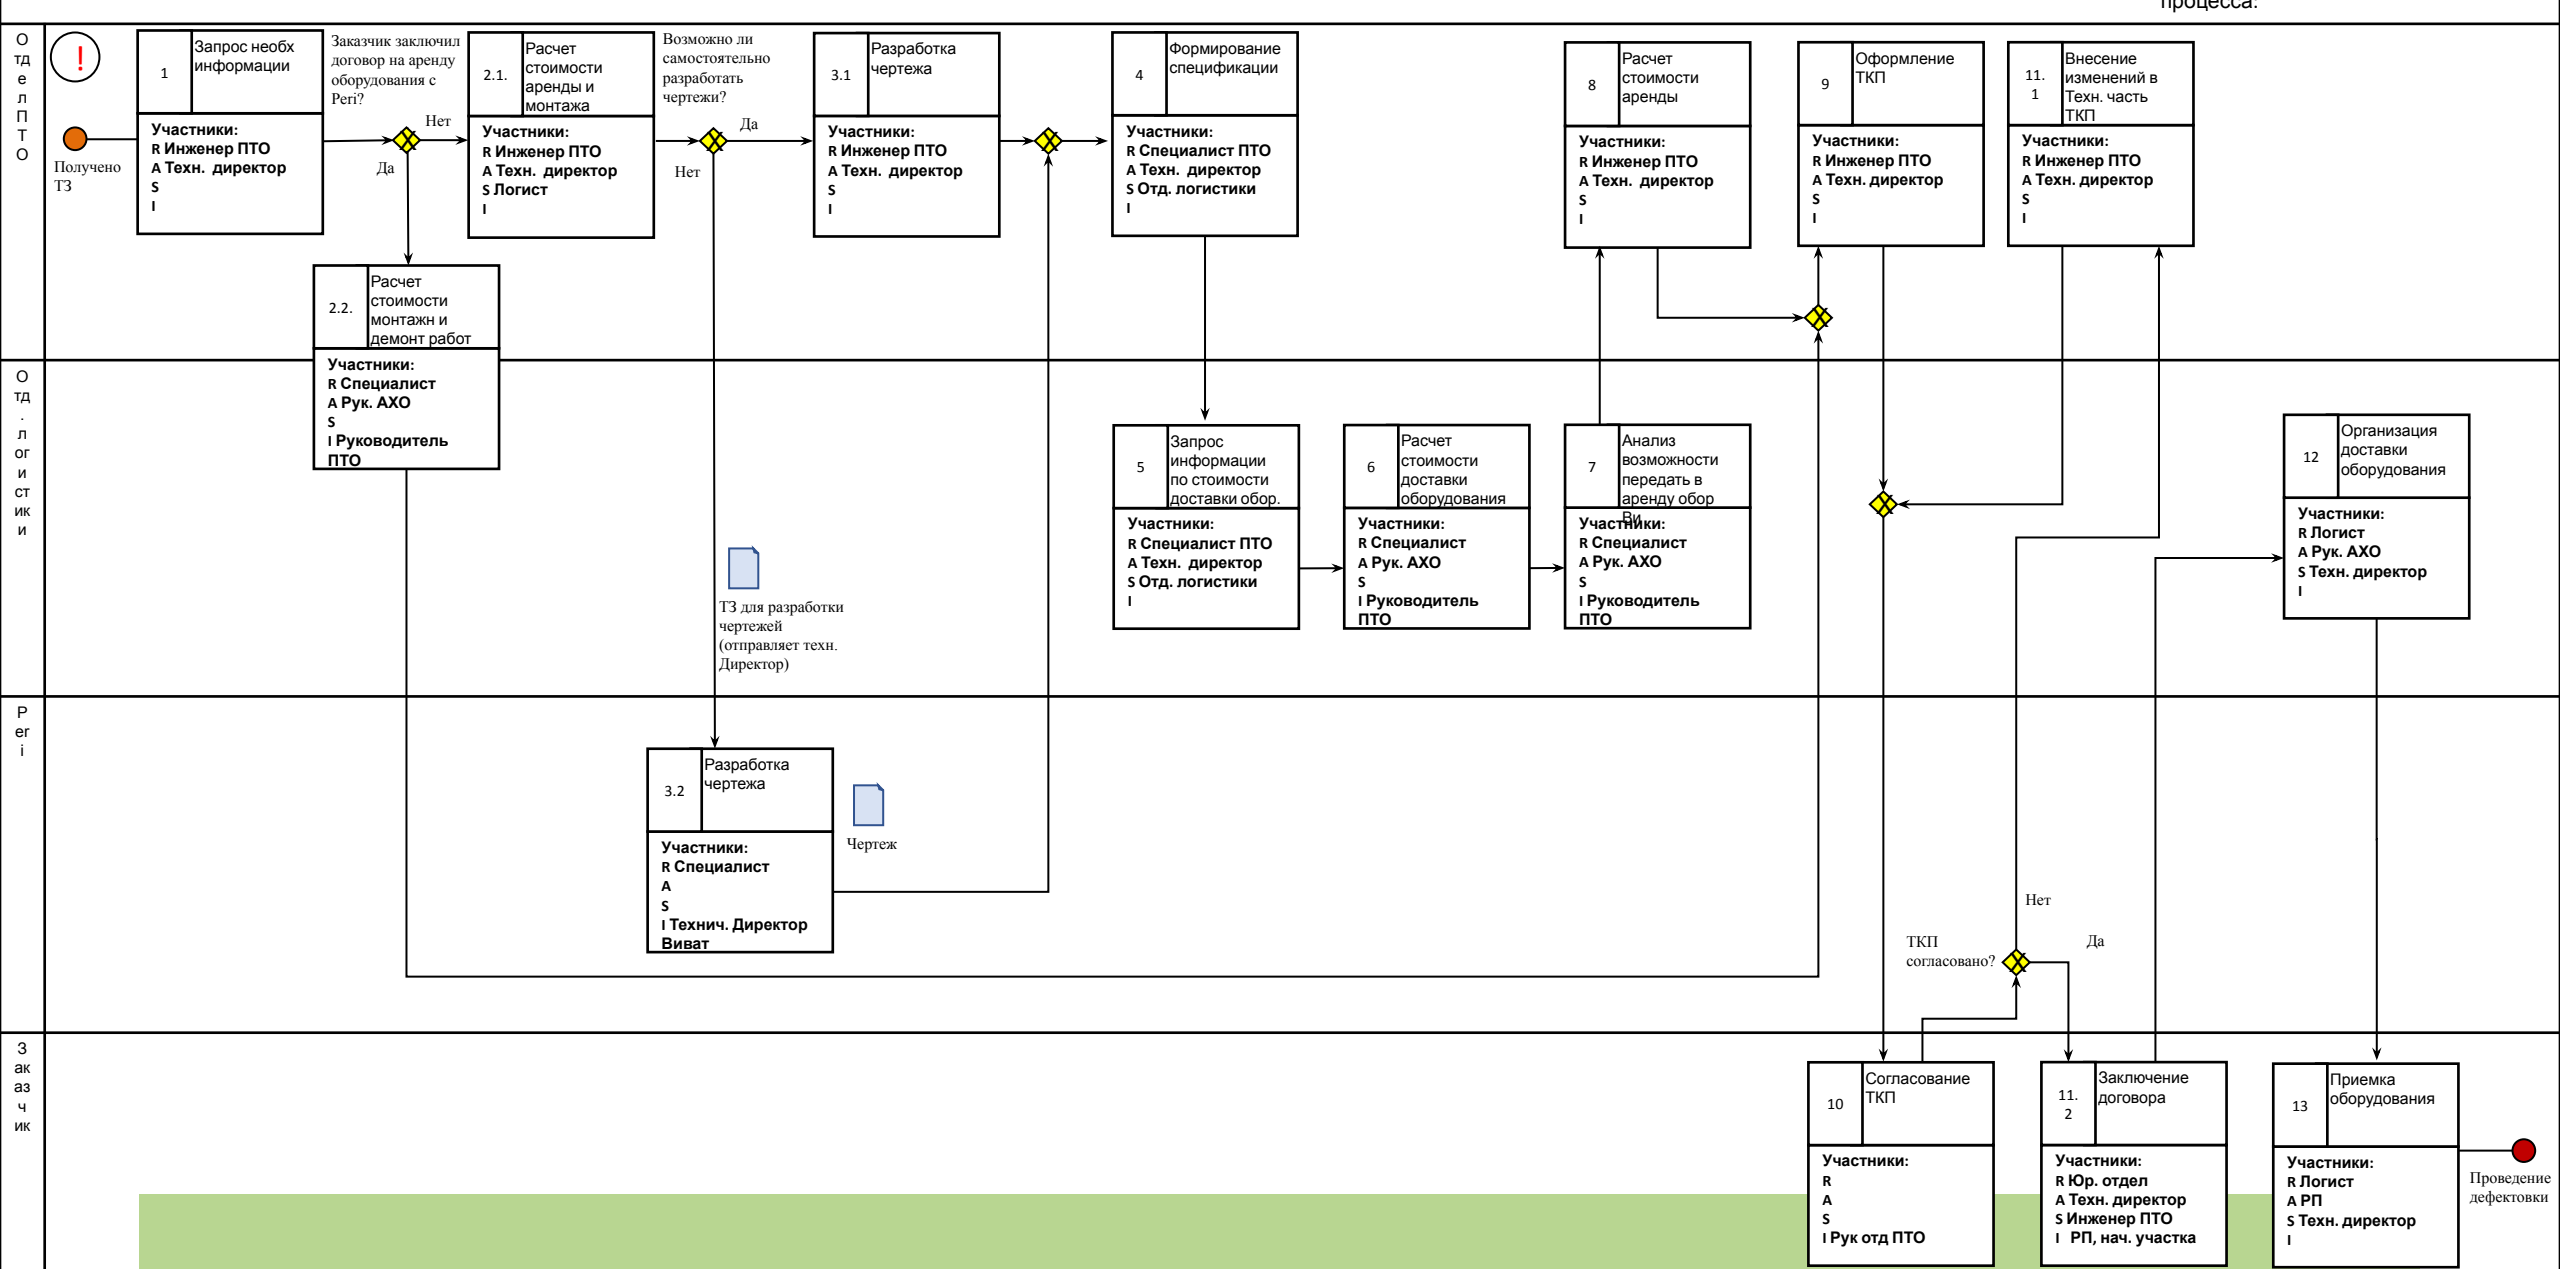 процесса:
Отдел ПТО
!
Получено
ТЗ
1
Запрос необх
информации
Участники:
R Инженер ПТО
A Техн. директор
S
I
Заказчик заключил
договор на аренду
оборудования с
Peri?
Нет
Да
2.1.
Расчет
стоимости
аренды и
монтажа
Участники:
R Инженер ПТО
A Техн. директор
S Логист
I
Возможно ли
самостоятельно
разработать
чертежи?
Да
Нет
3.1
Разработка
чертежа
Участники:
R Инженер ПТО
A Техн. директор
S
I
4
Формирование
спецификации
Участники:
R Специалист ПТО
A Техн. директор
S Отд. логистики
I
8
Расчет
стоимости
аренды
Участники:
R Инженер ПТО
A Техн. директор
S
I
9
Оформление
ТКП
Участники:
R Инженер ПТО
A Техн. директор
S
I
11.
1
Внесение
изменений в
Техн. часть
ТКП
Участники:
R Инженер ПТО
A Техн. директор
S
I
2.2.
Расчет
стоимости
монтажн и
демонт работ
Участники:
R Специалист
A Рук. АХО
S
I Руководитель
ПТО
Отд. логистики
5
Запрос
информации
по стоимости
доставки обор.
Участники:
R Специалист ПТО
A Техн. директор
S Отд. логистики
I
6
Расчет
стоимости
доставки
оборудования
Участники:
R Специалист
A Рук. АХО
S
I Руководитель
ПТО
7
Анализ
возможности
передать в
аренду обор
Ви
Участники:
R Специалист
A Рук. АХО
S
I Руководитель
ПТО
12
Организация
доставки
оборудования
Участники:
R Логист
A Рук. АХО
S Техн. директор
I
ТЗ для разработки
чертежей
(отправляет техн.
Директор)
Peri
3.2
Разработка
чертежа
Участники:
R Специалист
A
S
I Технич. Директор
Виват
Чертеж
ТКП
согласовано?
Нет
Да
Заказчик
10
Согласование
ТКП
Участники:
R
A
S
I Рук отд ПТО
11.
2
Заключение
договора
Участники:
R Юр. отдел
A Техн. директор
S Инженер ПТО
I РП, нач. участка
13
Приемка
оборудования
Участники:
R Логист
A РП
S Техн. директор
I
Проведение
дефектовки